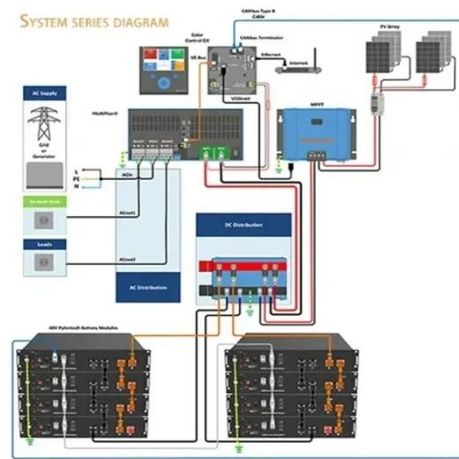 SYSTEM SERIES DIAGRAM
CANbus Type B
Cable
Color
Control GX
CANbus Terminator
PV Array
VE Bus
Ethernet
Internet
AC Supply
MultiPlus-II
VE Direct
MPPT
Grid
or
Generator
L
PE
N
ACin
ACout1
Loads
DC Distribution
ACout2
AC Distribution
48V Pylontech Battery Modules